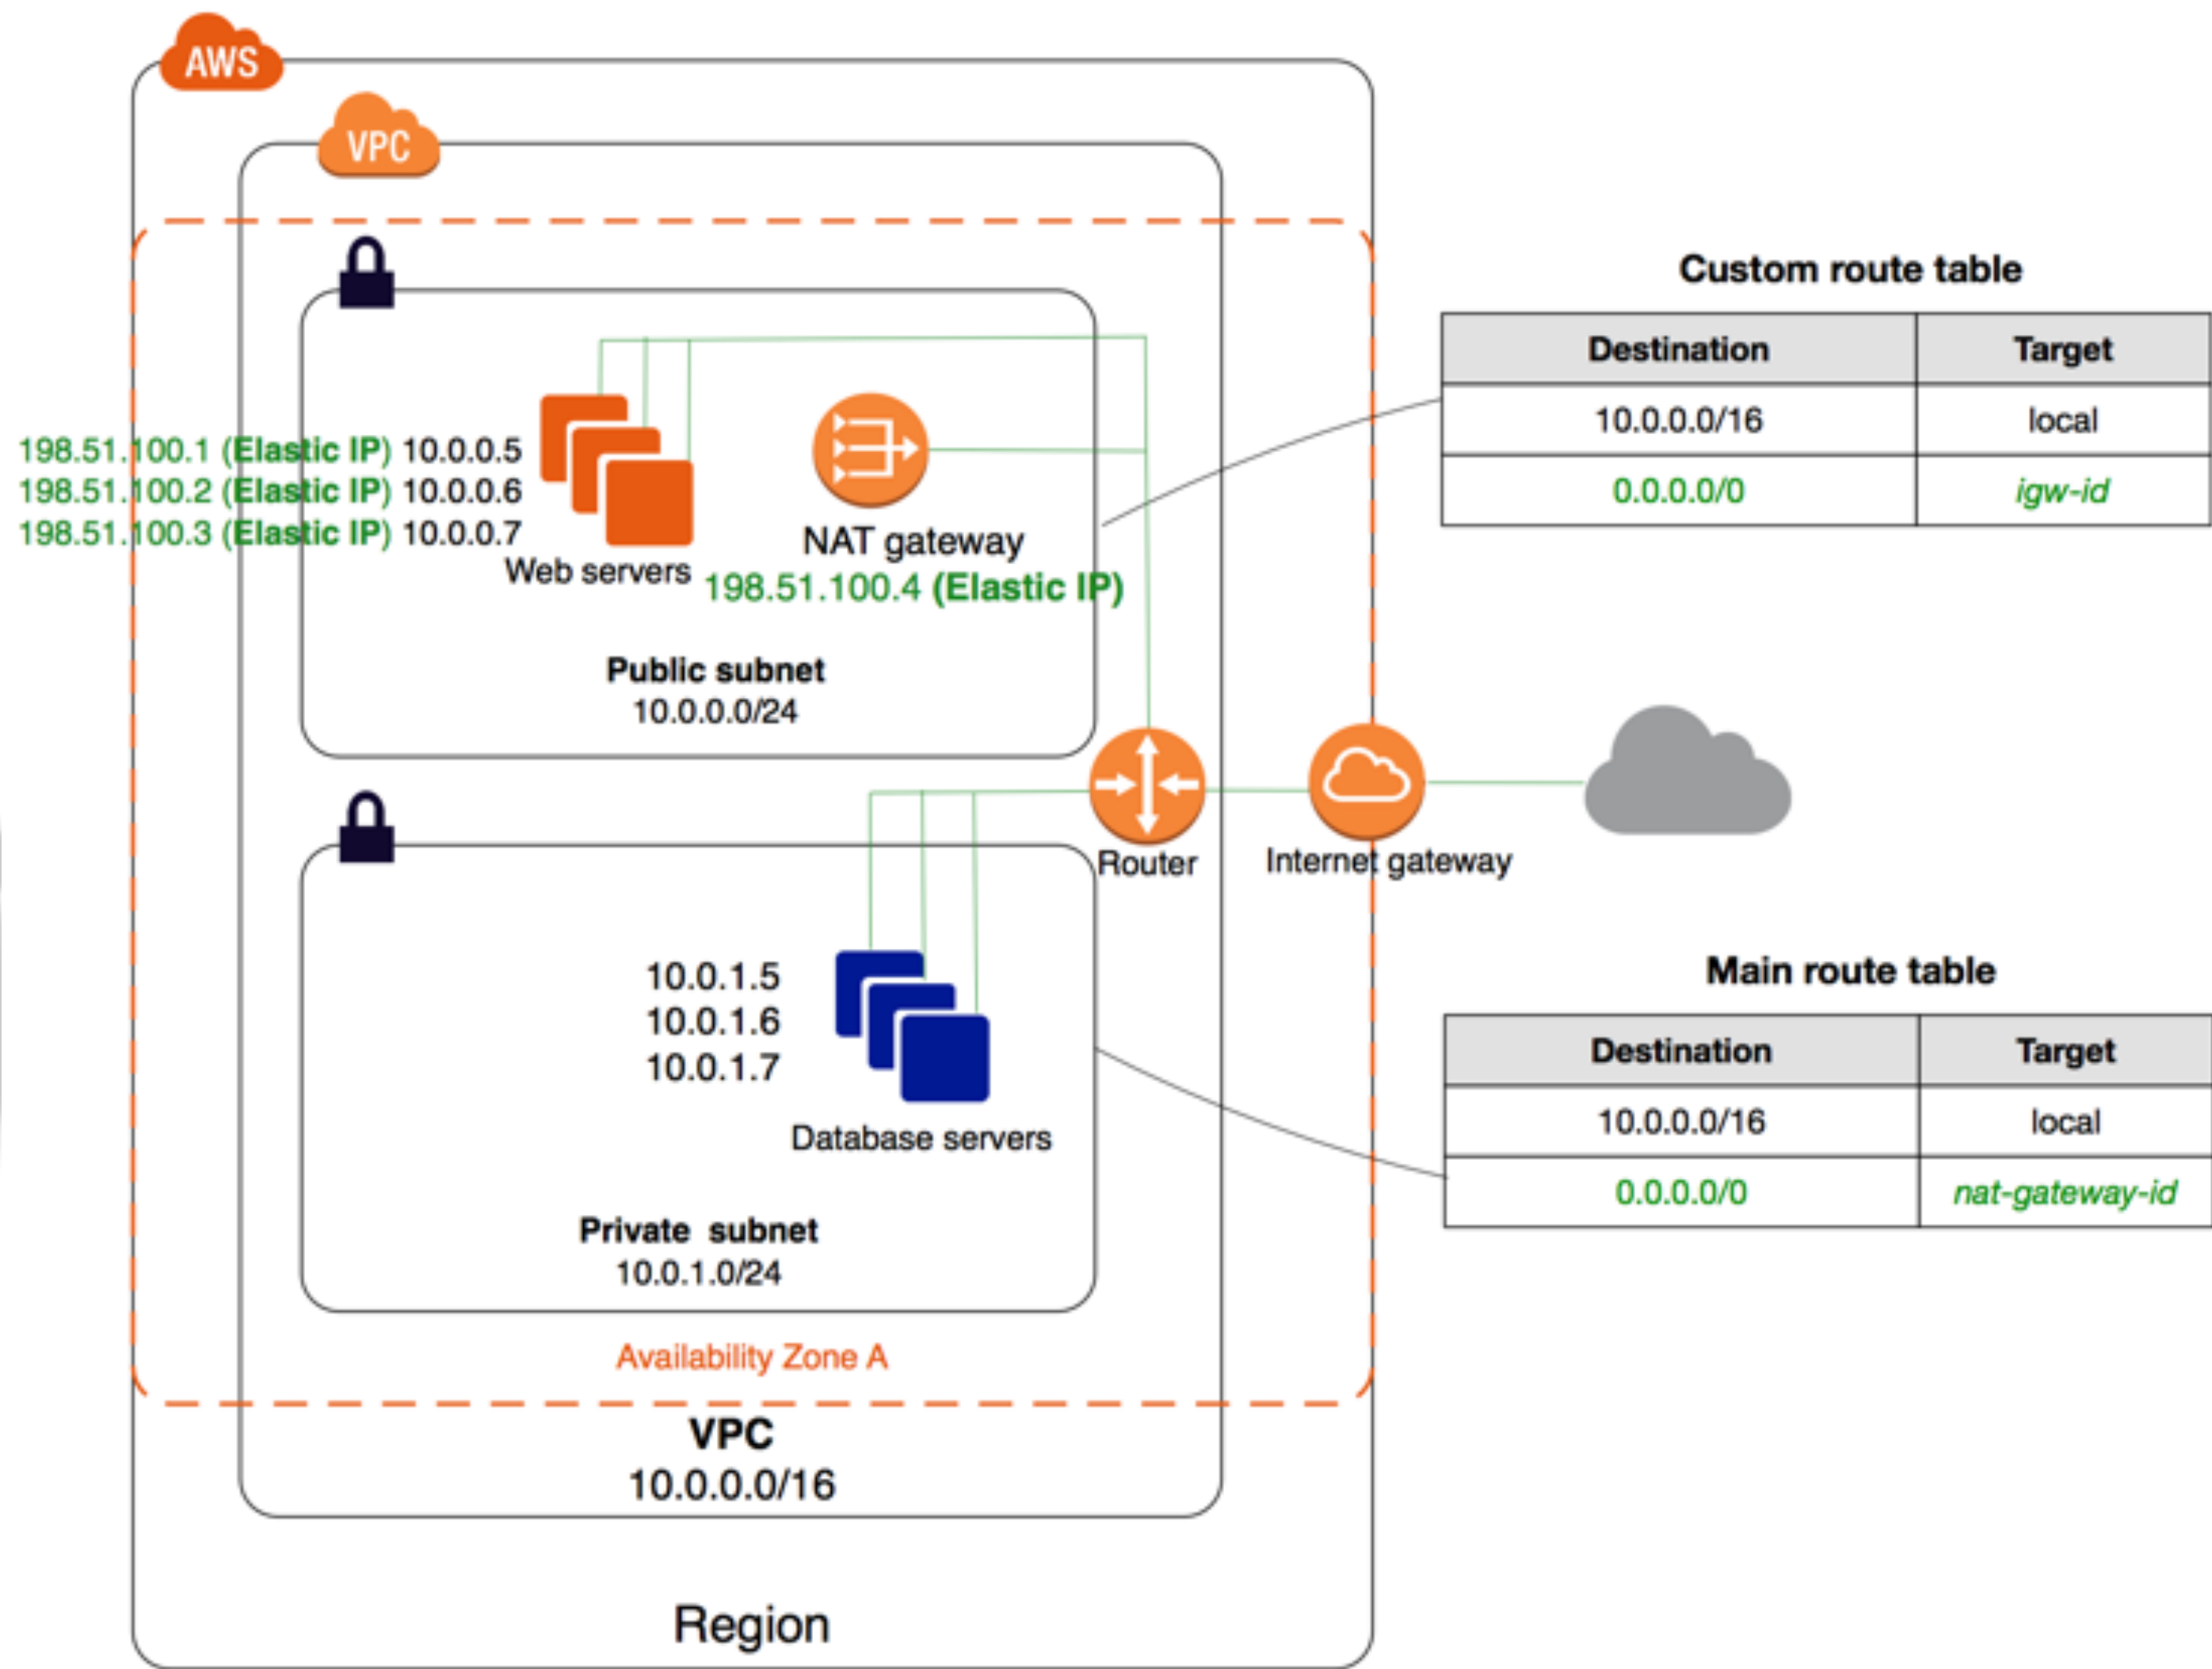 AWS
VPC
198.51.100.1 (Elastic IP) 10.0.0.5
198.51.100.2 (Elastic IP) 10.0.0.6
198.51.100.3 (Elastic IP) 10.0.0.7
Web servers
NAT gateway
198.51.100.4 (Elastic IP)
Public subnet
10.0.0.0/24
Custom route table
Destination Target
10.0.0.0/16 local
0.0.0.0/0 igw-id
Router
Internet gateway
10.0.1.5
10.0.1.6
10.0.1.7
Database servers
Private subnet
10.0.1.0/24
Main route table
Destination Target
10.0.0.0/16 local
0.0.0.0/0 nat-gateway-id
Availability Zone A
VPC
10.0.0.0/16
Region